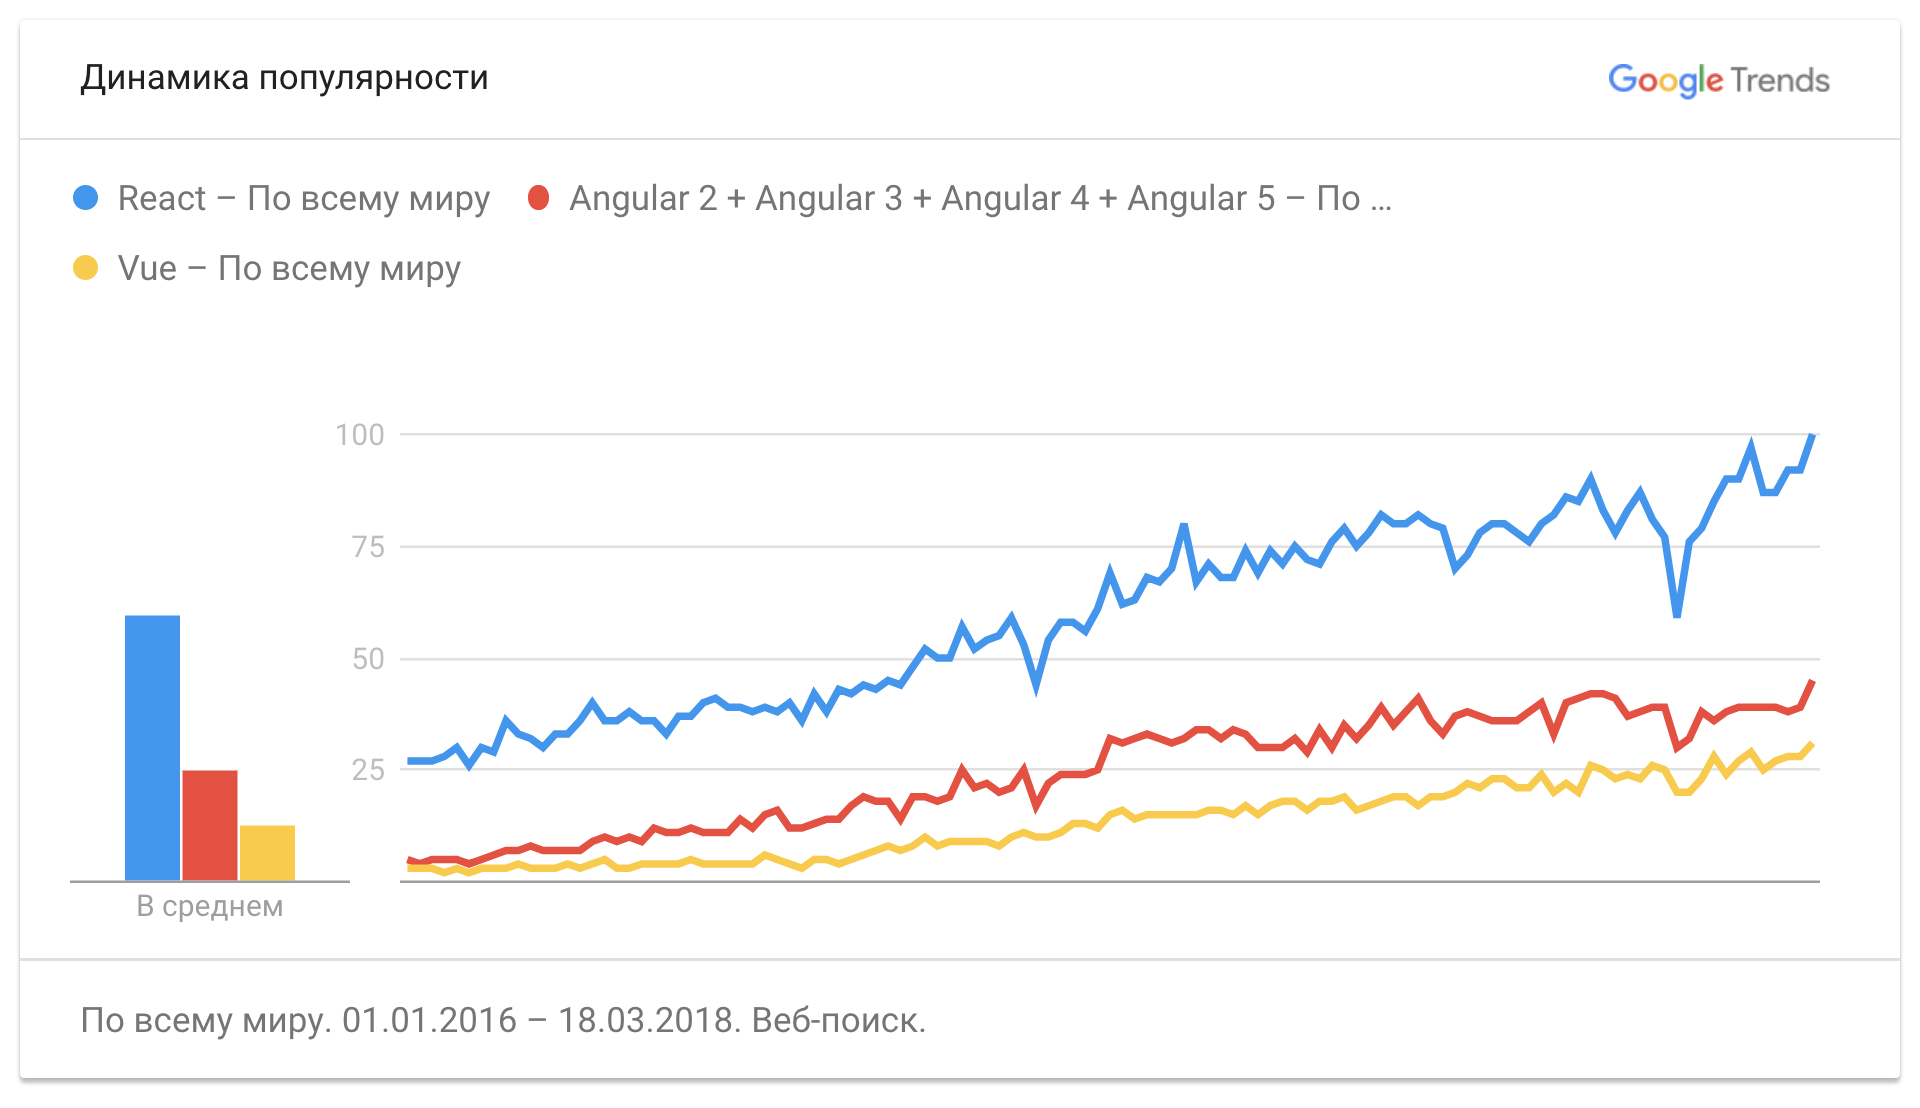 Динамика популярности
Google Trends
React – По всему миру
Angular 2 + Angular 3 + Angular 4 + Angular 5 – По ...
Vue – По всему миру
100
75
50
25
В среднем
По всему миру. 01.01.2016 – 18.03.2018. Веб-поиск.